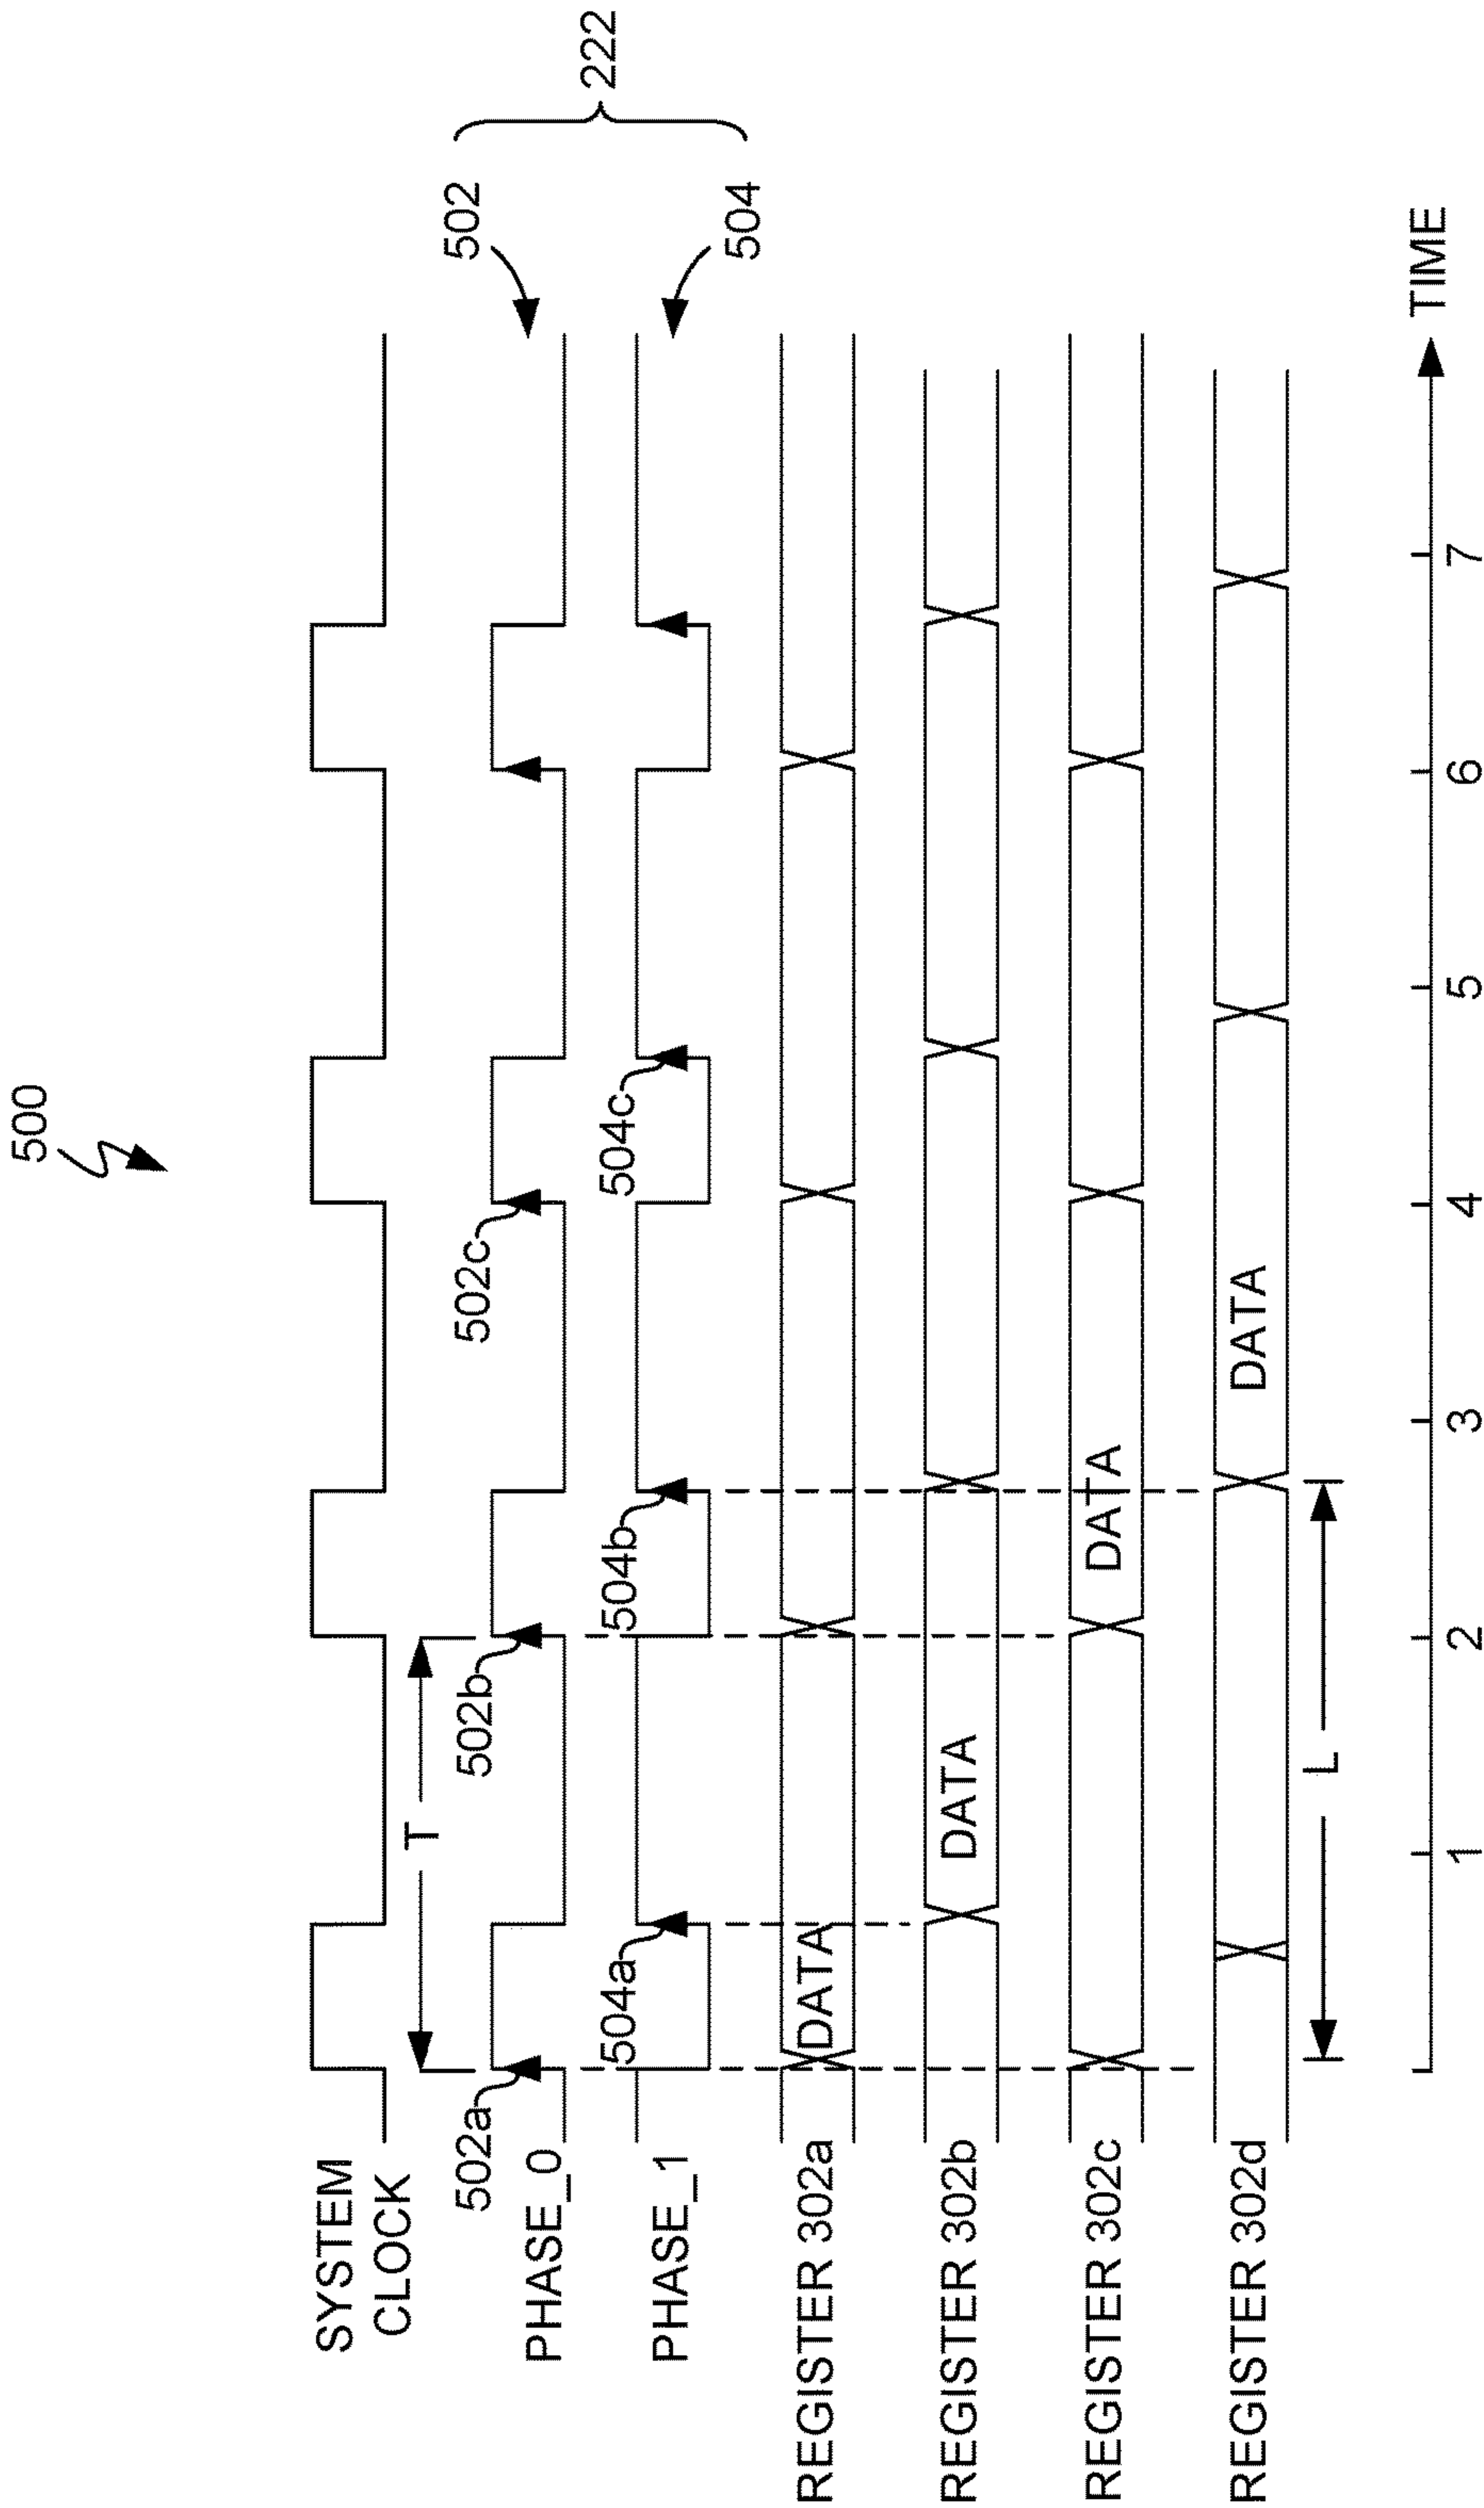 500
SYSTEM
CLOCK
T
502a
502b
502c
502
PHASE_0
222
504a
504b
504c
504
PHASE_1
REGISTER 302a
DATA
REGISTER 302b
DATA
REGISTER 302c
DATA
REGISTER 302d
DATA
L
TIME
1 2 3 4 5 6 7